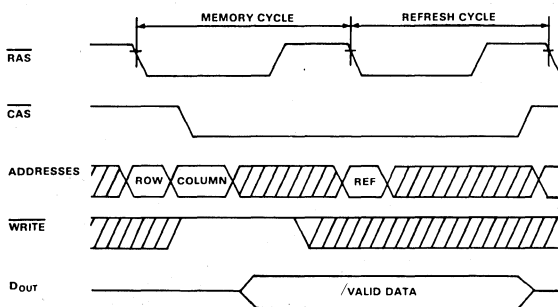 MEMORY CYCLE REFRESH CYCLE
RAS
CAS
ADDRESSES ROW COLUMN REF
WRITE
DOUT VALID DATA